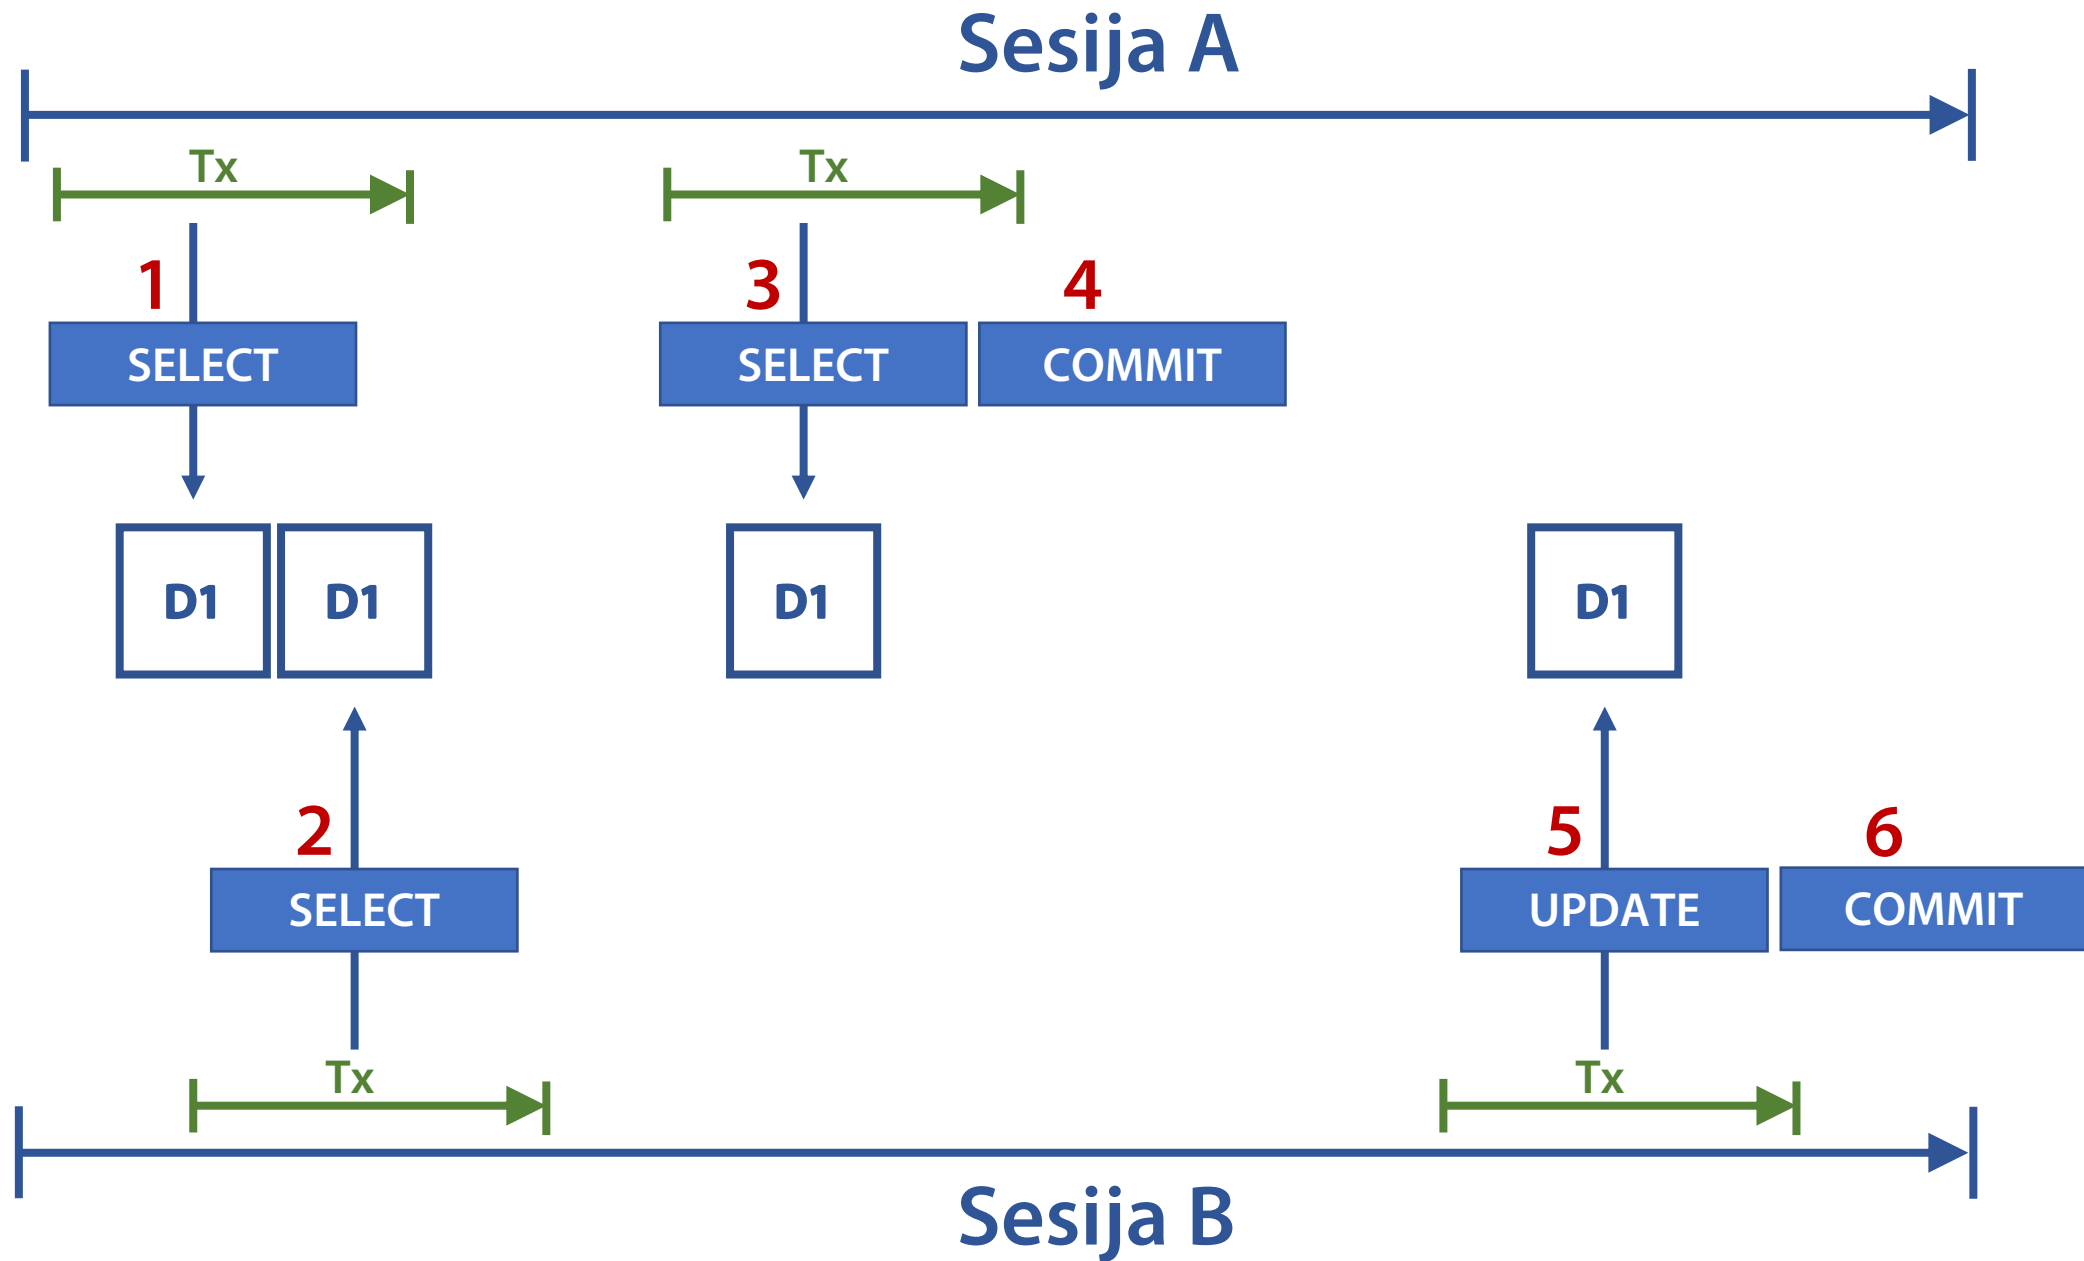 Sesija A
Tx
Tx
1
3
4
SELECT
SELECT
COMMIT
D1
D1
D1
D1
2
5
6
SELECT
UPDATE
COMMIT
Tx
Tx
Sesija B